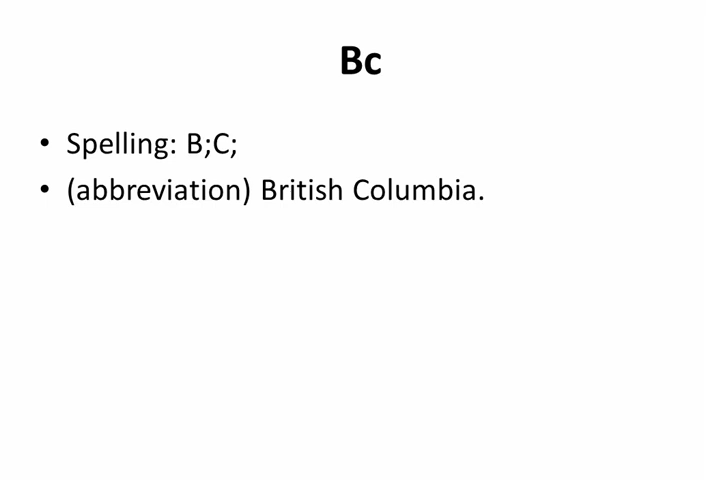 Bc
• Spelling: B;C;
• (abbreviation) British Columbia.